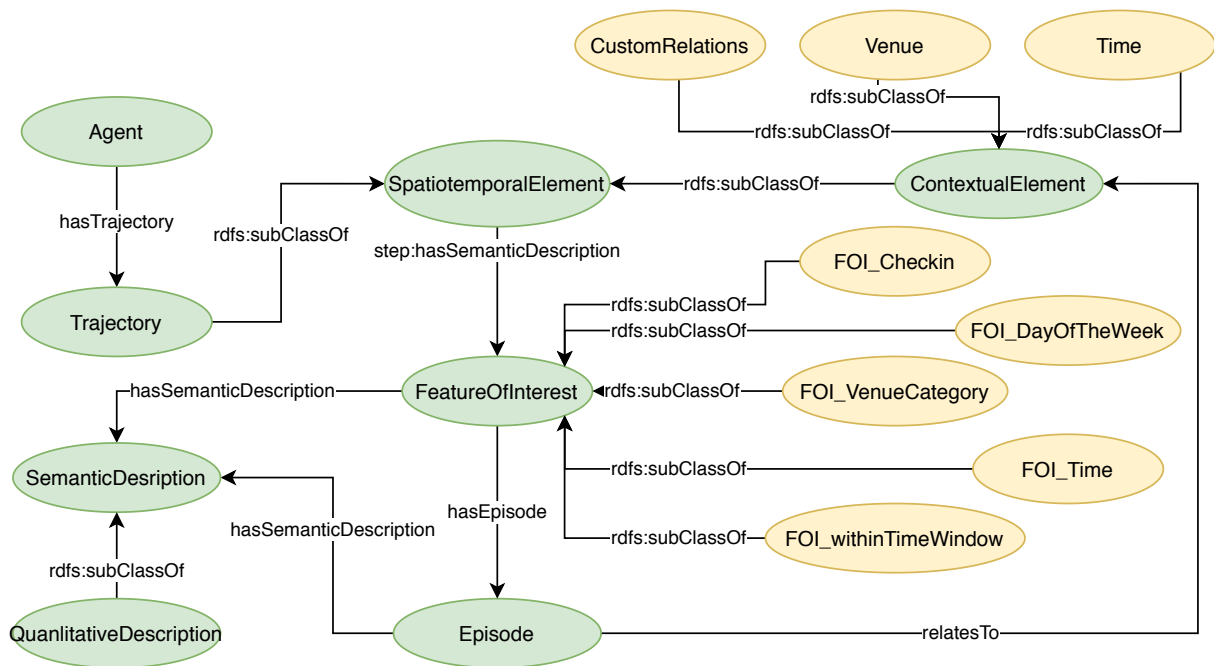 CustomRelations
Venue
Time
rdfs:subClassOf
Agent
rdfs:subClassOf
rdfs:subClassOf
SpatiotemporalElement
rdfs:subClassOf
ContextualElement
hasTrajectory
rdfs:subClassOf
step:hasSemanticDescription
FOI_Checkin
rdfs:subClassOf
Trajectory
rdfs:subClassOf
FOI_DayOfTheWeek
hasSemanticDescription
FeatureOfInterest
rdfs:subClassOf
FOI_VenueCategory
SemanticDesription
rdfs:subClassOf
FOI_Time
hasSemanticDescription
hasEpisode
rdfs:subClassOf
FOI_withinTimeWindow
rdfs:subClassOf
QuanlitativeDescription
Episode
relatesTo